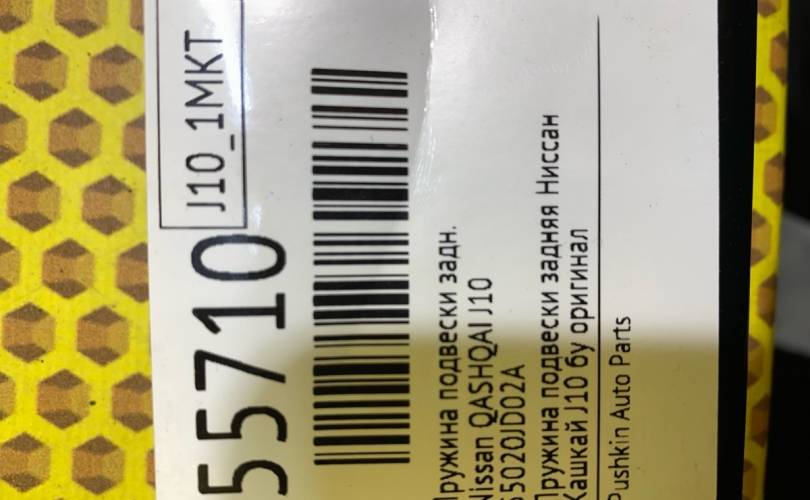 55710
J10_1МКТ
Пружина подвески задн.
Nissan QASHQAI J10
55020JD02A
Пружина подвески задняя Ниссан
Кашкай J10 бу оригинал
Pushkin Auto Parts